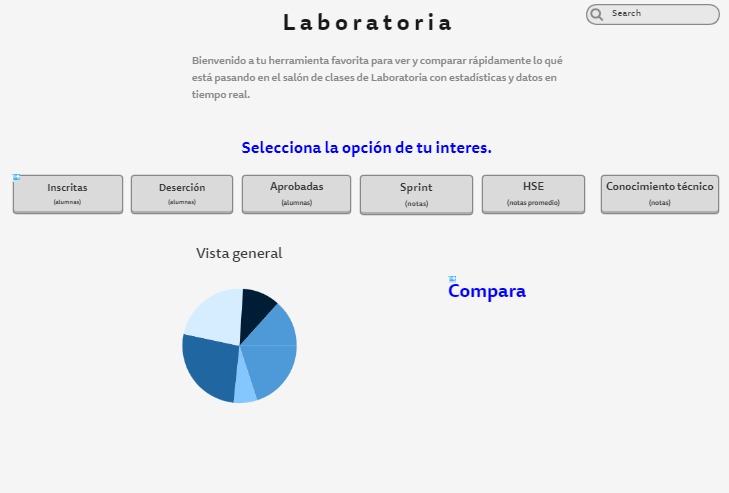 Laboratoria
Search
Bienvenido a tu herramienta favorita para ver y comparar rápidamente lo qué
está pasando en el salón de clases de Laboratoria con estadísticas y datos en
tiempo real.
Selecciona la opción de tu interes.
Inscritas
(alumnas)
Deserción
(alumnas)
Aprobadas
(alumnas)
Sprint
(notas)
HSE
(notas promedio)
Conocimiento técnico
(notas)
Vista general
Compara